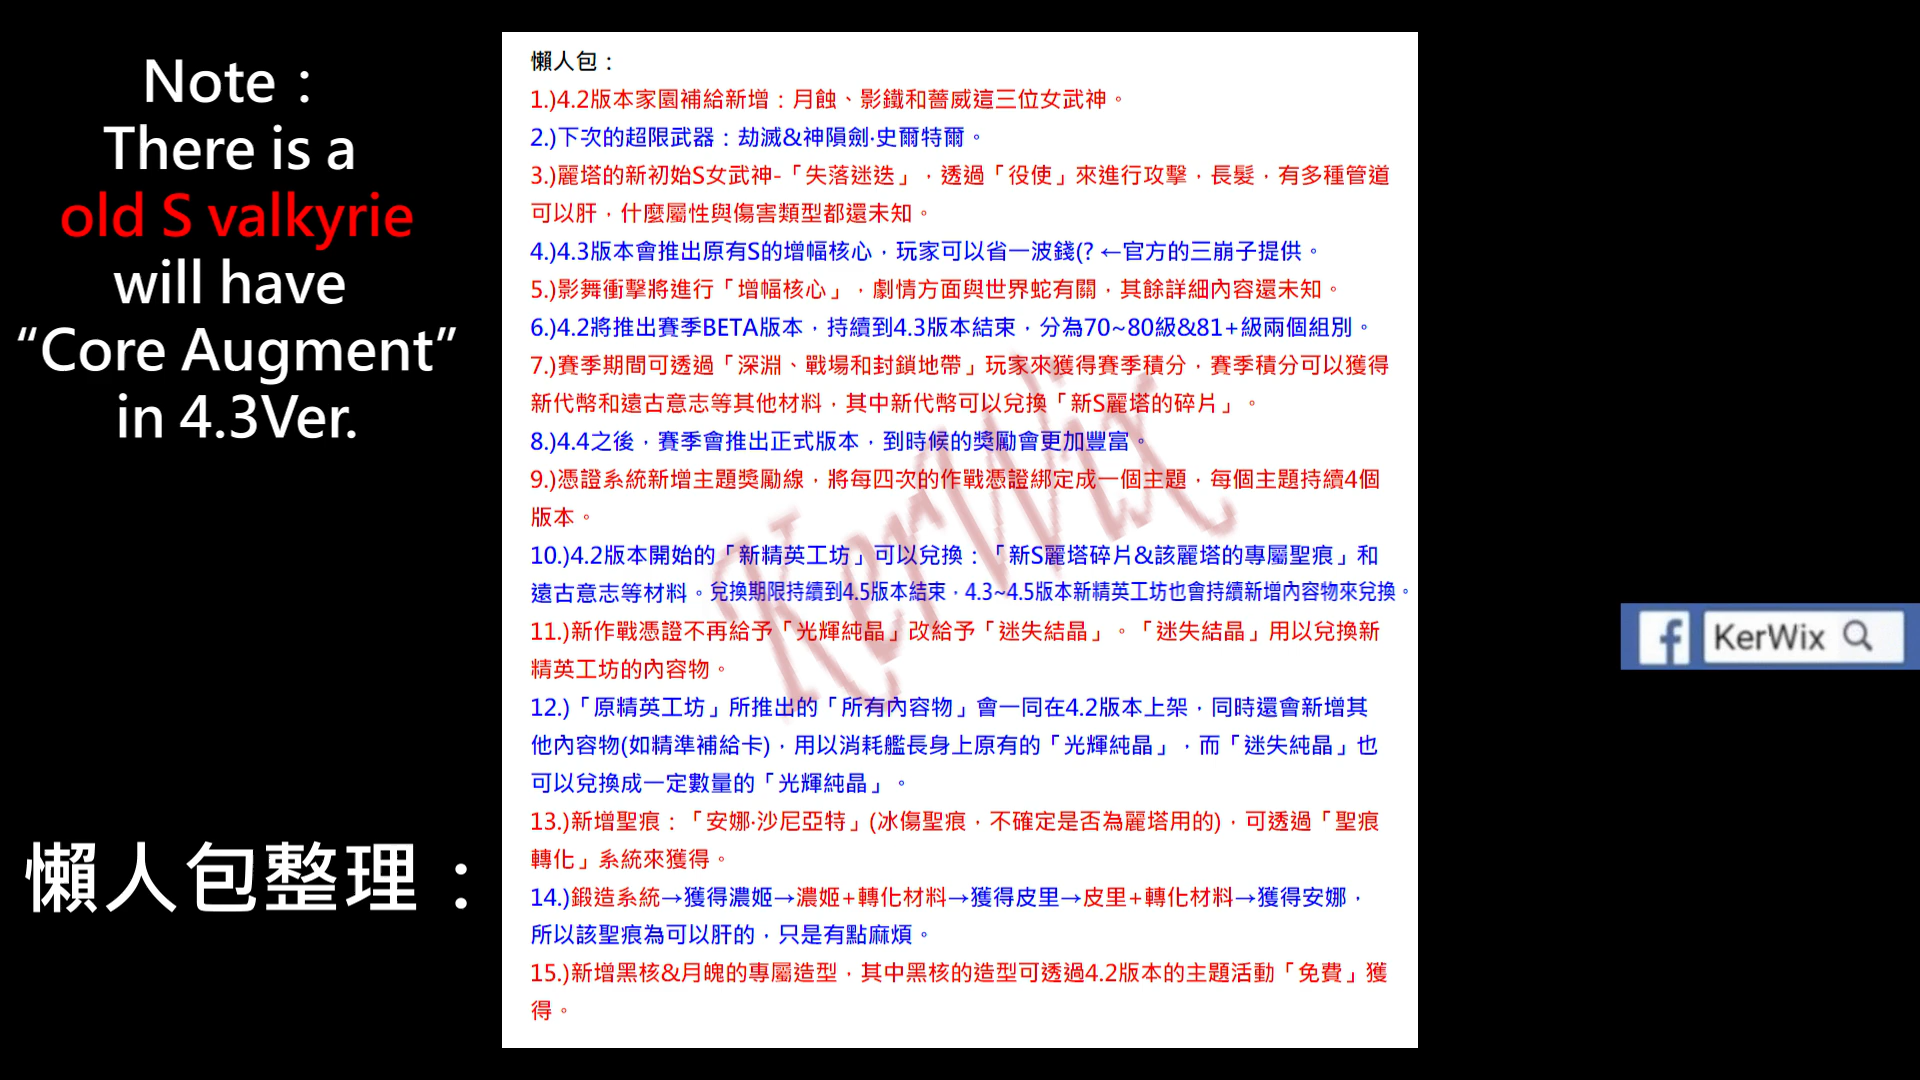 Note：
There is a
old S valkyrie
will have
“Core Augment”
in 4.3Ver.
懶人包整理：
懶人包：
1.)4.2版本家園補給新增：月蝕、影鐵和薔薇這三位女武神。
2.)下次的超限武器：劫滅&神隕劍·史爾特爾。
3.)麗塔的新初始S女武神-「失落迷迭」，透過「役使」來進行攻擊，長髮，有多種管道
可以肝，什麼屬性與傷害類型都還未知。
4.)4.3版本會推出原有S的增幅核心，玩家可以省一波錢(? ←官方的三崩子提供。
5.)影舞衝擊將進行「增幅核心」，劇情方面與世界蛇有關，其餘詳細內容還未知。
6.)4.2將推出賽季BETA版本，持續到4.3版本結束，分為70~80級&81+級兩個組別。
7.)賽季期間可透過「深淵、戰場和封鎖地帶」玩家來獲得賽季積分，賽季積分可以獲得
新代幣和遠古意志等其他材料，其中新代幣可以兌換「新S麗塔的碎片」。
8.)4.4之後，賽季會推出正式版本，到時候的獎勵會更加豐富。
9.)憑證系統新增主題獎勵線，將每四次的作戰憑證綁定成一個主題，每個主題持續4個
版本。
10.)4.2版本開始的「新精英工坊」可以兌換：「新S麗塔碎片&該麗塔的專屬聖痕」和
遠古意志等材料。兌換期限持續到4.5版本結束，4.3~4.5版本新精英工坊也會持續新增內容物來兌換。
11.)新作戰憑證不再給予「光輝純晶」改給予「迷失結晶」。「迷失結晶」用以兌換新
精英工坊的內容物。
12.)「原精英工坊」所推出的「所有內容物」會一同在4.2版本上架，同時還會新增其
他內容物(如精準補給卡)，用以消耗艦長身上原有的「光輝純晶」，而「迷失純晶」也
可以兌換成一定數量的「光輝純晶」。
13.)新增聖痕：「安娜·沙尼亞特」(冰傷聖痕，不確定是否為麗塔用的)，可透過「聖痕
轉化」系統來獲得。
14.)鍛造系統→獲得濃姬→濃姬+轉化材料→獲得皮里→皮里+轉化材料→獲得安娜，
所以該聖痕為可以肝的，只是有點麻煩。
15.)新增黑核&月魄的專屬造型，其中黑核的造型可透過4.2版本的主題活動「免費」獲
得。
KerWix
KerWix